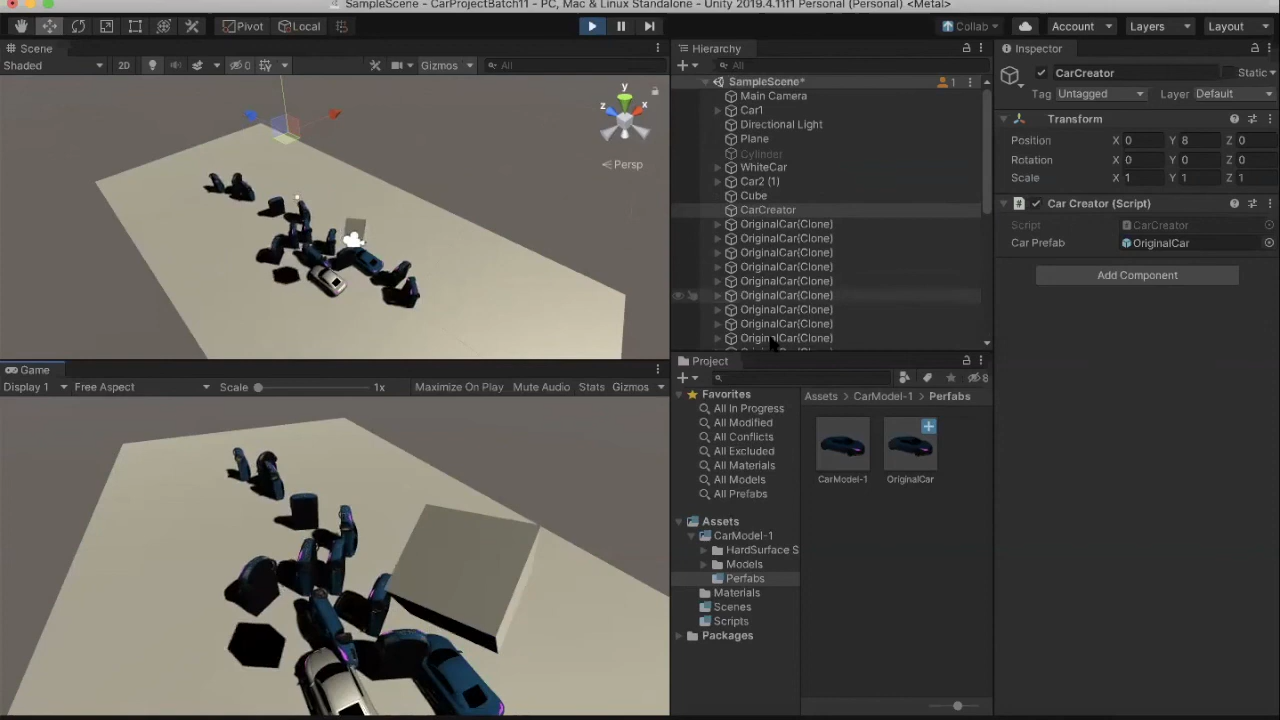 SampleScene - CarProjectBatch11 - PC, Mac & Linux Standalone - Unity 2019.4.11f1 Personal (Personal) <Metal>
Pivot Local Collab Account Layers Layout
Scene
Shaded 2D 0 Gizmos All
y
z x
Persp
Game
Display 1 Free Aspect Scale 1x Maximize On Play Mute Audio Stats Gizmos
Hierarchy
All
SampleScene* 1
Main Camera
Car1
Directional Light
Plane
Cylinder
WhiteCar
Car2 (1)
Cube
CarCreator
OriginalCar(Clone)
OriginalCar(Clone)
OriginalCar(Clone)
OriginalCar(Clone)
OriginalCar(Clone)
OriginalCar(Clone)
OriginalCar(Clone)
OriginalCar(Clone)
OriginalCar(Clone)
Project
8
Favorites
All In Progress
All Modified
All Conflicts
All Excluded
All Materials
All Models
All Prefabs
Assets
CarModel-1
HardSurface S
Models
Perfabs
Materials
Scenes
Scripts
Packages
Assets > CarModel-1 > Perfabs
CarModel-1 OriginalCar
Inspector
CarCreator Static
Tag Untagged Layer Default
Transform
Position X 0 Y 8 Z 0
Rotation X 0 Y 0 Z 0
Scale X 1 Y 1 Z 1
Car Creator (Script)
Script CarCreator
Car Prefab OriginalCar
Add Component